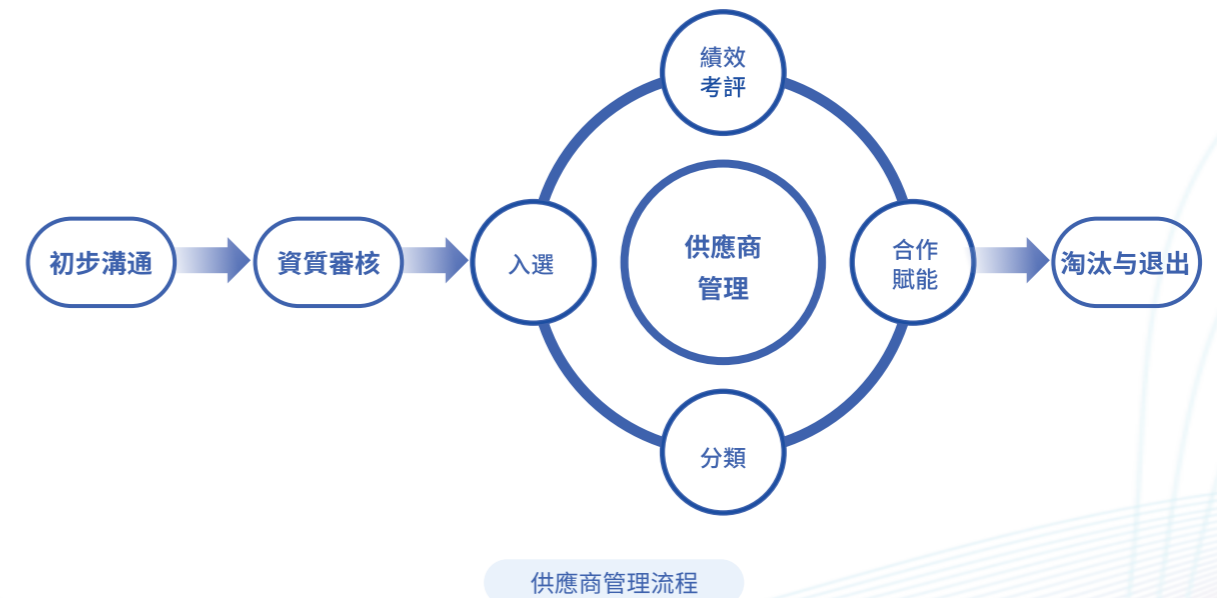 績效
考評
初步溝通
資質審核
入選
供應商
管理
合作
賦能
淘汰与退出
分類
供應商管理流程